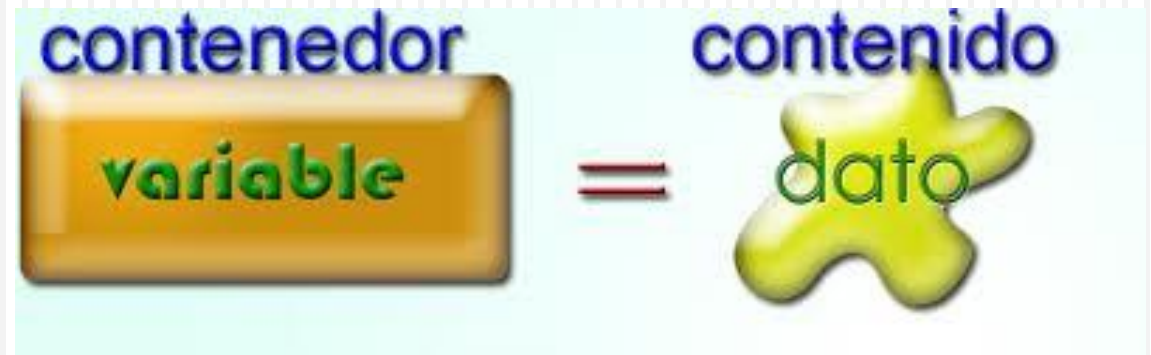 contenedor contenido
variable = dato